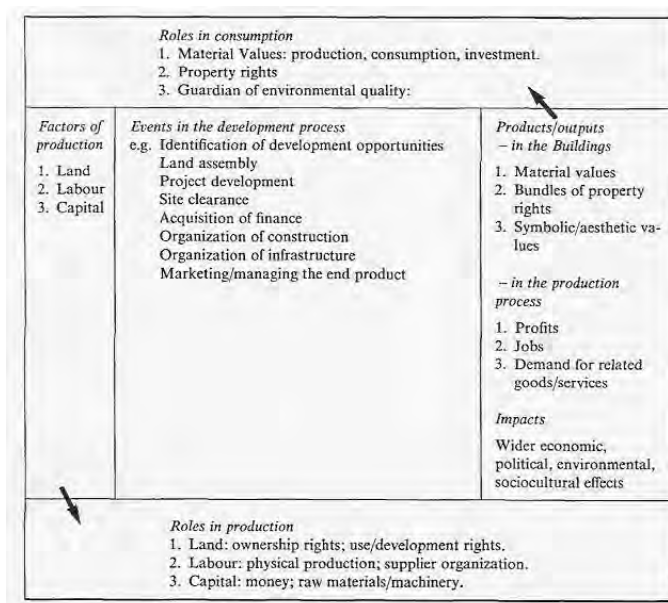 Roles in consumption
1. Material Values: production, consumption, investment.
2. Property rights
3. Guardian of environmental quality:
Factors of
production
1. Land
2. Labour
3. Capital
Events in the development process
e.g. Identification of development opportunities
Land assembly
Project development
Site clearance
Acquisition of finance
Organization of construction
Organization of infrastructure
Marketing/managing the end product
Products/outputs
– in the Buildings
1. Material values
2. Bundles of property
rights
3. Symbolic/aesthetic va-
lues
– in the production
process
1. Profits
2. Jobs
3. Demand for related
goods/services
Impacts
Wider economic,
political, environmental,
sociocultural effects
Roles in production
1. Land: ownership rights; use/development rights.
2. Labour: physical production; supplier organization.
3. Capital: money; raw materials/machinery.